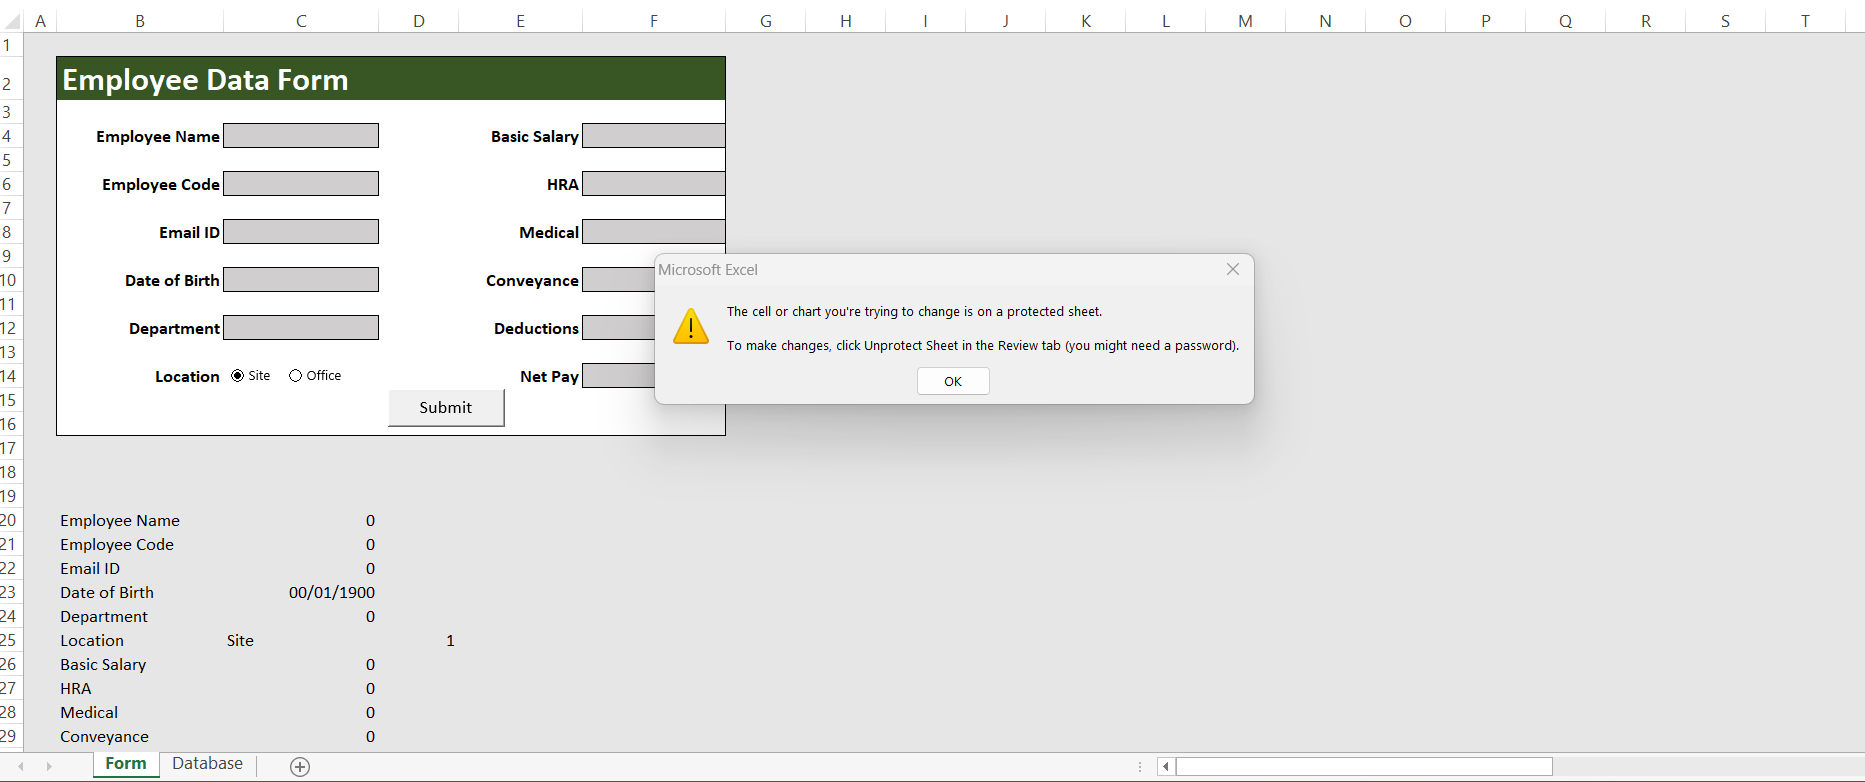 A B C D E F G H I J K L M N O P Q R S T
1
2 Employee Data Form
3
4 Employee Name Basic Salary
5
6 Employee Code HRA
7
8 Email ID Medical
9
10 Date of Birth Conveyance
11
12 Department Deductions
13
14 Location Site Office Net Pay
15 Submit
16
17
18
19
20 Employee Name 0
21 Employee Code 0
22 Email ID 0
23 Date of Birth 00/01/1900
24 Department 0
25 Location Site 1
26 Basic Salary 0
27 HRA 0
28 Medical 0
29 Conveyance 0
Microsoft Excel
The cell or chart you're trying to change is on a protected sheet.
To make changes, click Unprotect Sheet in the Review tab (you might need a password).
OK
Form Database